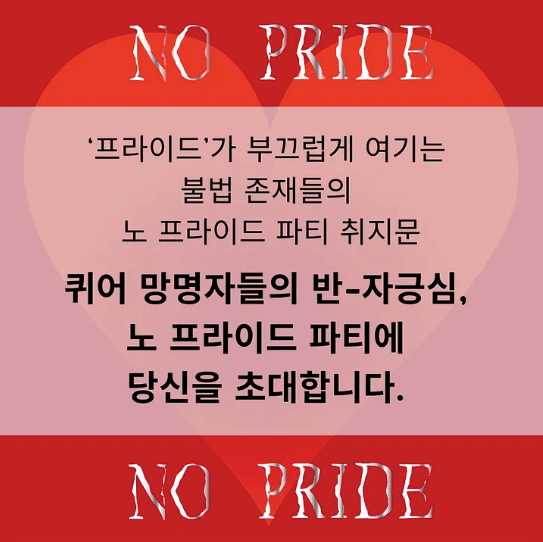 NO PRIDE
‘프라이드’가 부끄럽게 여기는
불법 존재들의
노 프라이드 파티 취지문
퀴어 망명자들의 반-자긍심,
노 프라이드 파티에
당신을 초대합니다.
NO PRIDE